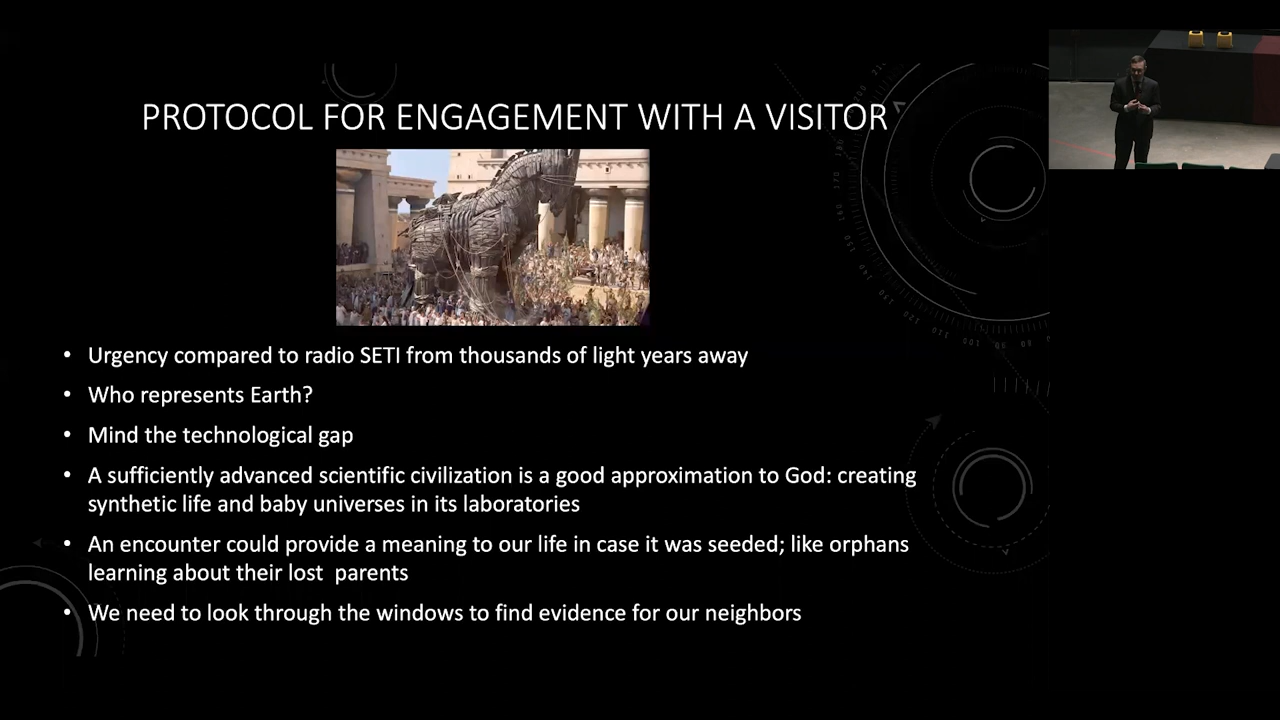 PROTOCOL FOR ENGAGEMENT WITH A VISITOR
• Urgency compared to radio SETI from thousands of light years away
• Who represents Earth?
• Mind the technological gap
• A sufficiently advanced scientific civilization is a good approximation to God: creating
synthetic life and baby universes in its laboratories
• An encounter could provide a meaning to our life in case it was seeded; like orphans
learning about their lost parents
• We need to look through the windows to find evidence for our neighbors